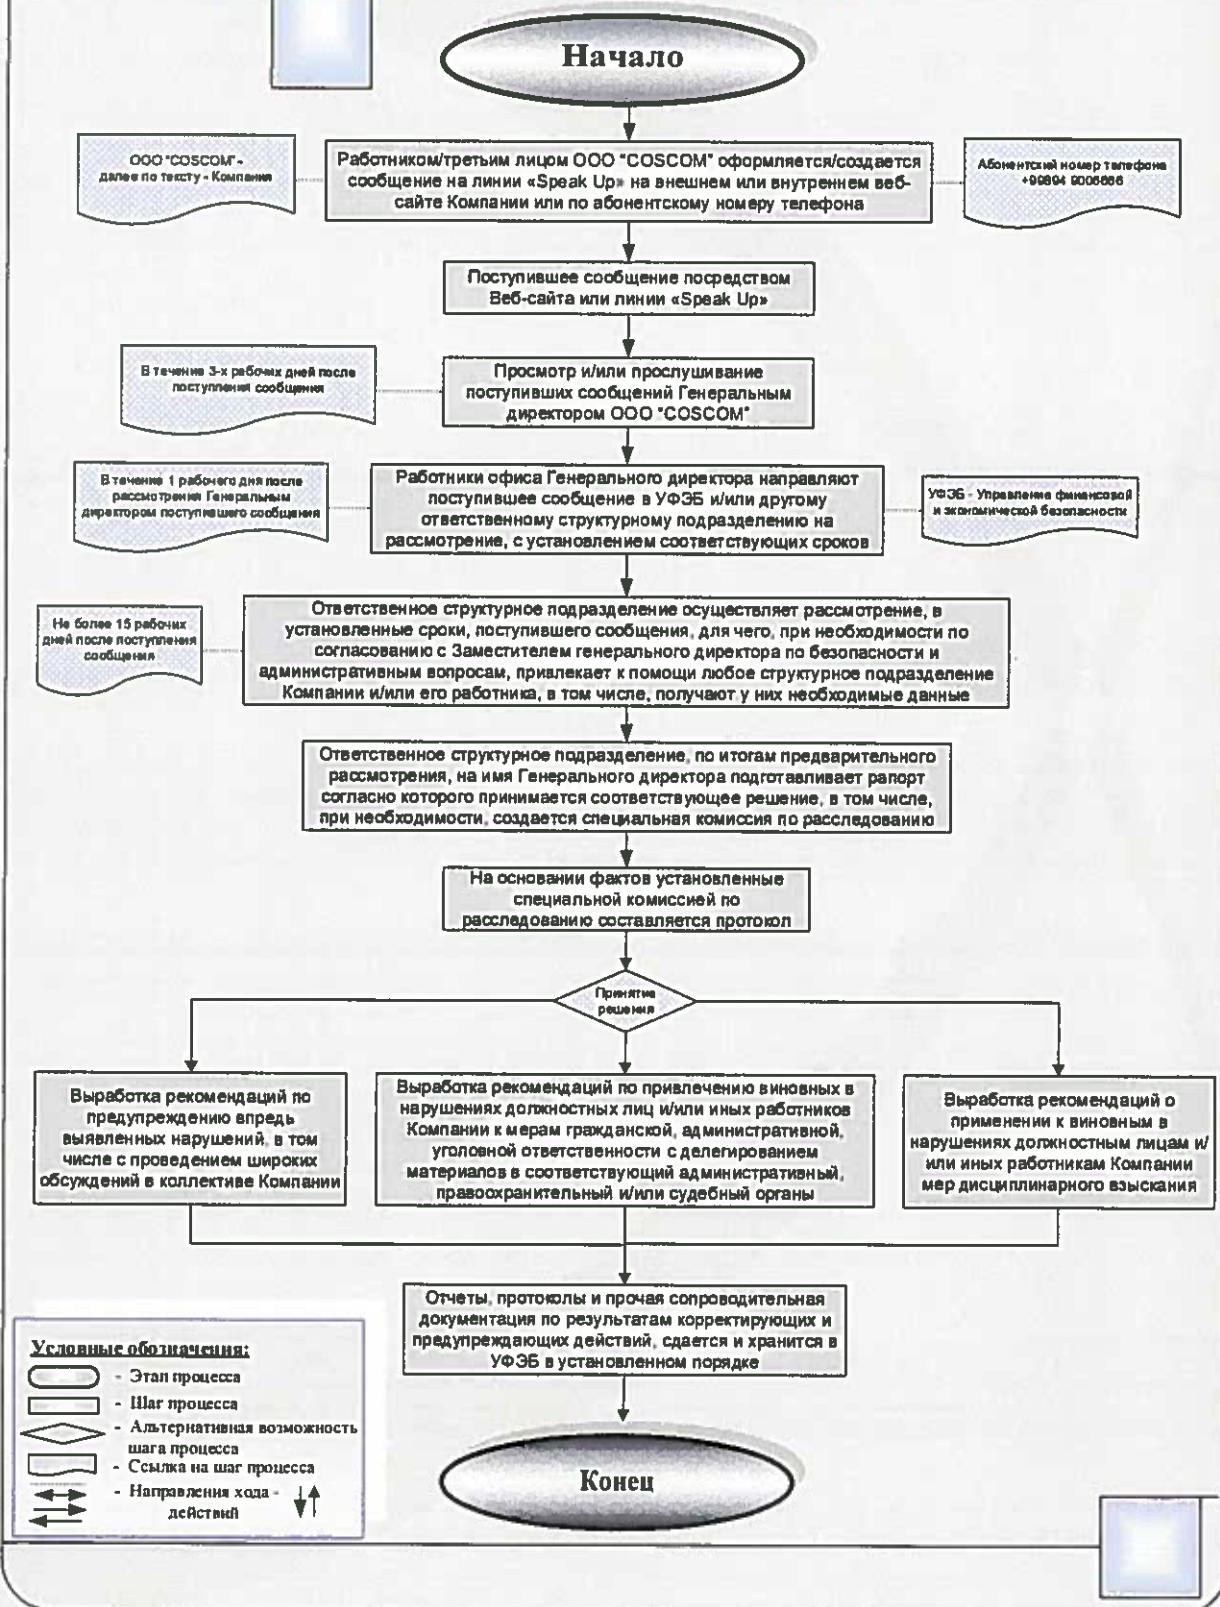 Начало
ООО "COSCOM" -
далее по тексту - Компания
Работником/третьим лицом ООО "COSCOM" оформляется/создается
сообщение на линии «Speak Up» на внешнем или внутреннем веб-
сайте Компании или по абонентскому номеру телефона
Абонентский номер телефона
Поступившее сообщение посредством
Веб-сайта или линии «Speak Up»
В течение 3-х рабочих дней после
поступления сообщения
Просмотр и/или прослушивание
поступивших сообщений Генеральным
директором ООО "COSCOM"
В течение 1 рабочего дня после
рассмотрения Генеральным
директором поступившего сообщения
Работники офиса Генерального директора направляют
поступившее сообщение в УФЭБ и/или другому
ответственному структурному подразделению на
рассмотрение, с установлением соответствующих сроков
УФЭБ - Управление финансовой
и экономической безопасности
Не более 15 рабочих
дней после поступления
сообщения
Ответственное структурное подразделение осуществляет рассмотрение, в
установленные сроки, поступившего сообщения, для чего, при необходимости по
согласованию с Заместителем генерального директора по безопасности и
административным вопросам, привлекает к помощи любое структурное подразделение
Компании и/или его работника, в том числе, получают у них необходимые данные
Ответственное структурное подразделение, по итогам предварительного
рассмотрения, на имя Генерального директора подготавливает рапорт
согласно которого принимается соответствующее решение, в том числе,
при необходимости, создается специальная комиссия по расследованию
На основании фактов установленные
специальной комиссией по
расследованию составляется протокол
Принятие
решения
Выработка рекомендаций по
предупреждению впредь
выявленных нарушений, в том
числе с проведением широких
обсуждений в коллективе Компании
Выработка рекомендаций по привлечению виновных в
нарушениях должностных лиц и/или иных работников
Компании к мерам гражданской, административной,
уголовной ответственности с делегированием
материалов в соответствующий административный,
правоохранительный и/или судебный органы
Выработка рекомендаций о
применении к виновным в
нарушениях должностным лицам и/
или иных работникам Компании
мер дисциплинарного взыскания
Отчеты, протоколы и прочая сопроводительная
документация по результатам корректирующих и
предупреждающих действий, сдается и хранится в
УФЭБ в установленном порядке
Условные обозначения:
- Этап процесса
- Шаг процесса
- Альтернативная возможность
шага процесса
- Ссылка на шаг процесса
- Направления хода -
действий
Конец